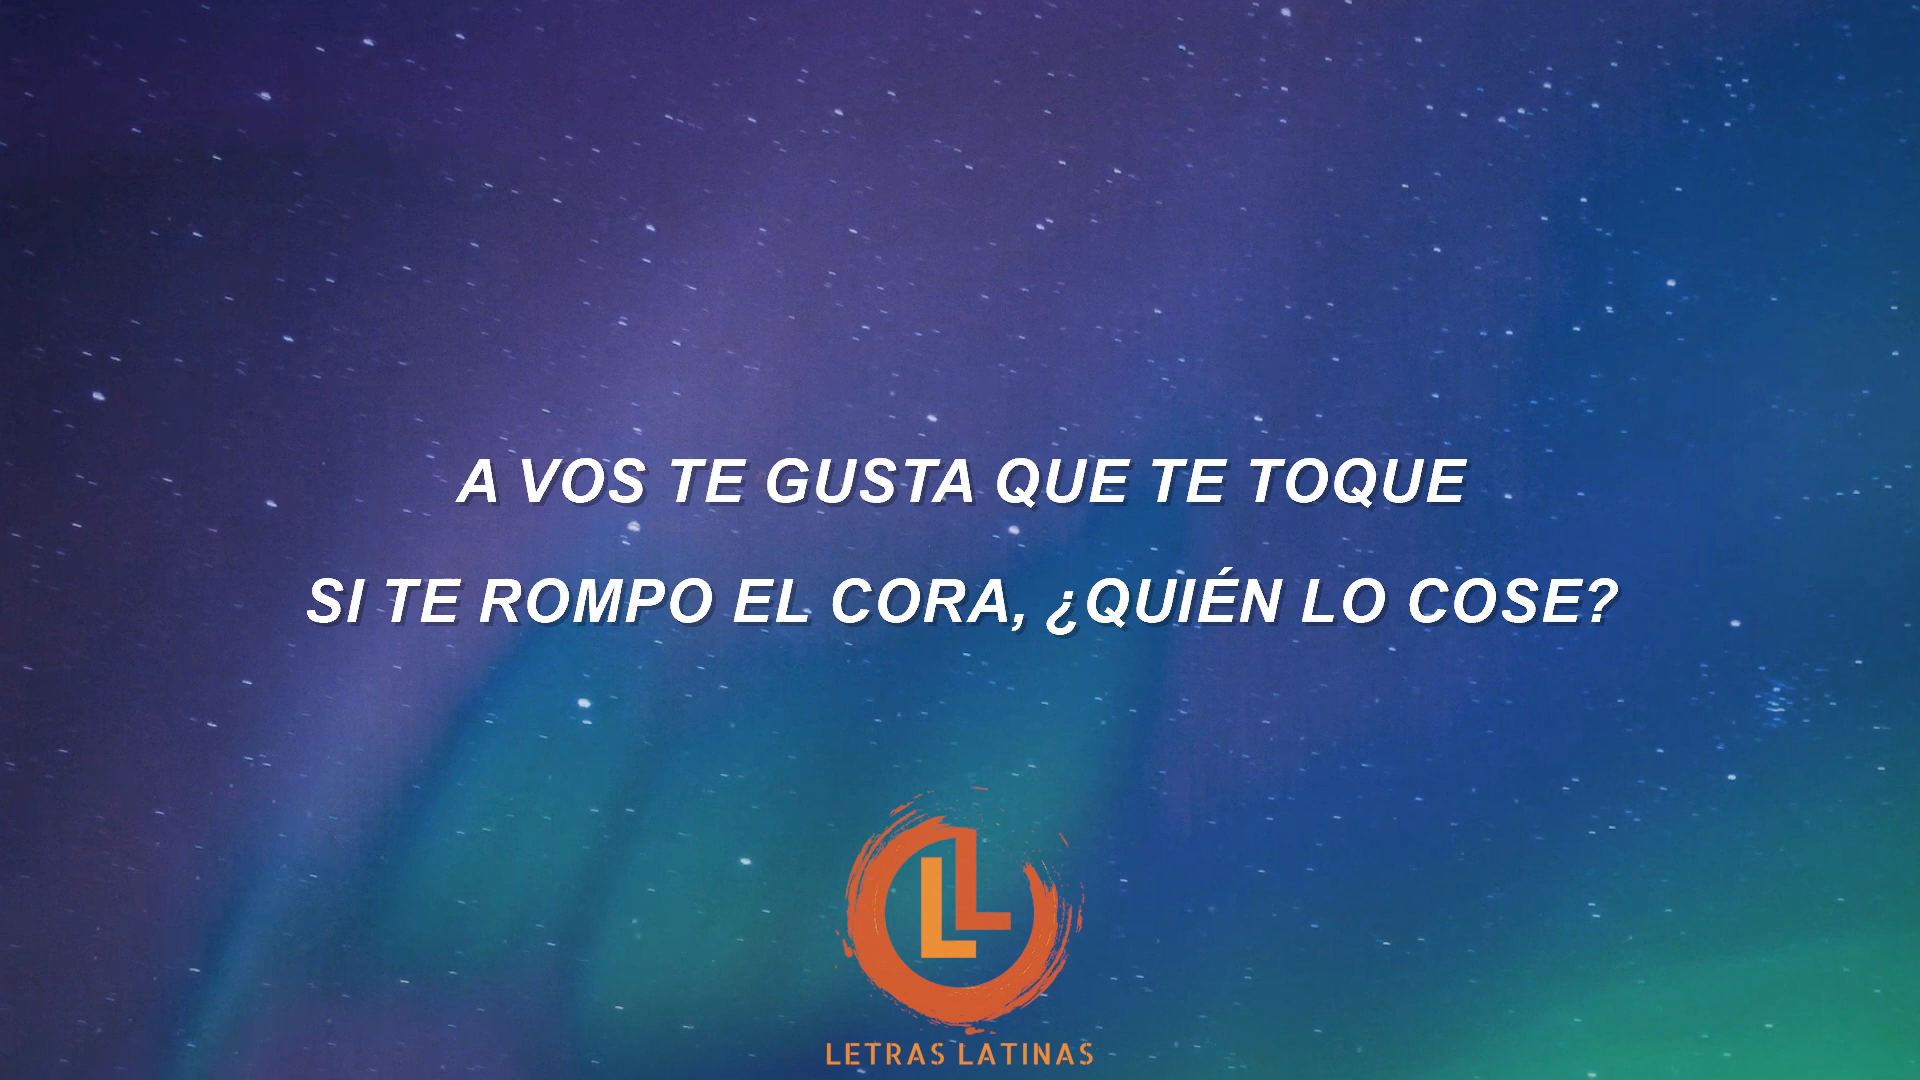 A VOS TE GUSTA QUE TE TOQUE
SI TE ROMPO EL CORA, ¿QUIÉN LO COSE?
LL
LETRAS LATINAS